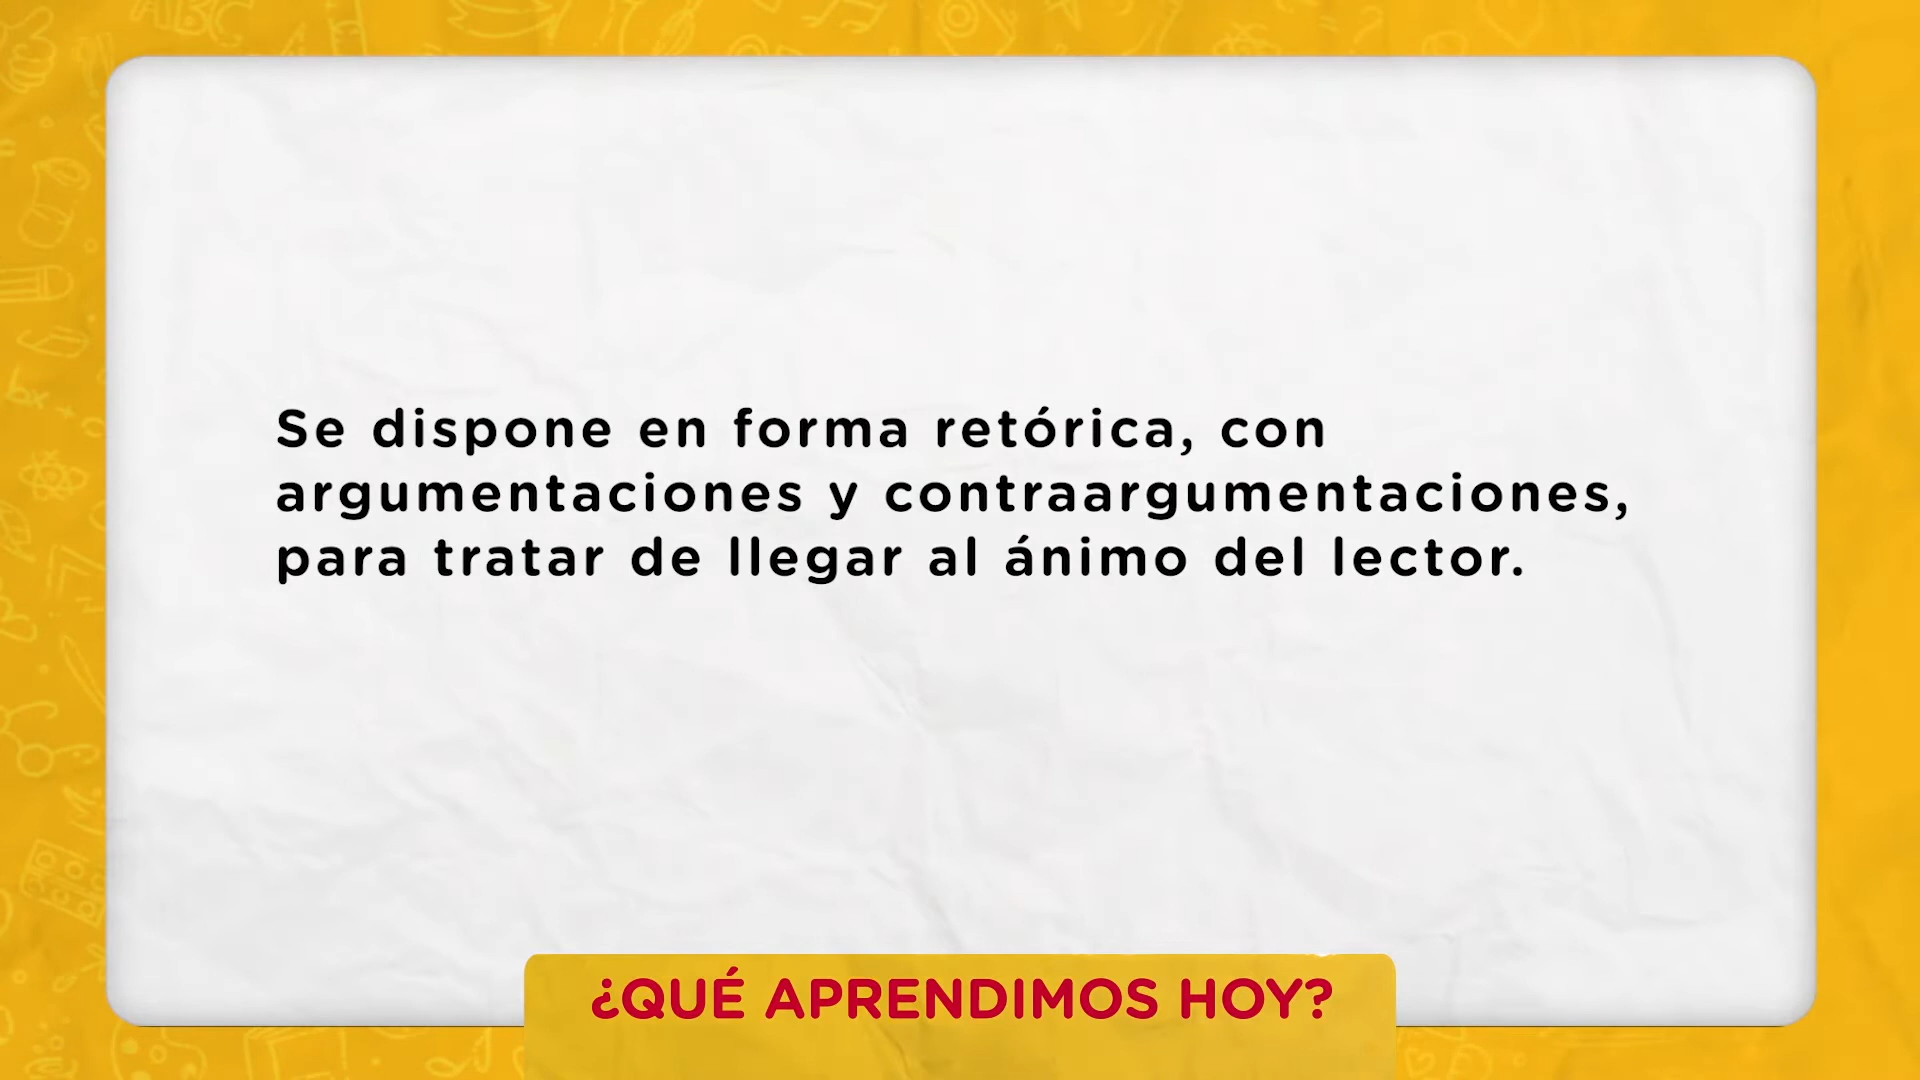 Se dispone en forma retórica, con
argumentaciones y contraargumentaciones,
para tratar de llegar al ánimo del lector.
¿QUÉ APRENDIMOS HOY?